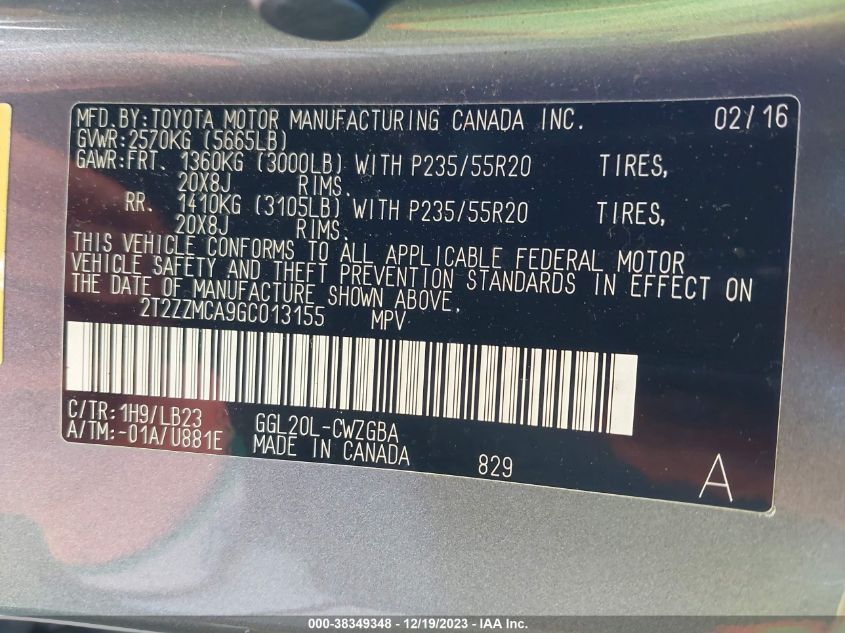 MFD. BY: TOYOTA MOTOR MANUFACTURING CANADA INC. 02/16
GVWR: 2570KG (5665LB)
GAWR: FRT. 1360KG (3000LB) WITH P235/55R20 TIRES,
20X8J RIMS.
RR. 1410KG (3105LB) WITH P235/55R20 TIRES,
20X8J RIMS.
THIS VEHICLE CONFORMS TO ALL APPLICABLE FEDERAL MOTOR
VEHICLE SAFETY AND THEFT PREVENTION STANDARDS IN EFFECT ON
THE DATE OF MANUFACTURE SHOWN ABOVE.
2T2ZZMCA9GC013155 MPV
C/TR: 1H9/LB23 GGL20L-CWZGBA
A/TM: -01A/U881E MADE IN CANADA 829 A
000-38349348 - 12/19/2023 - IAA Inc.